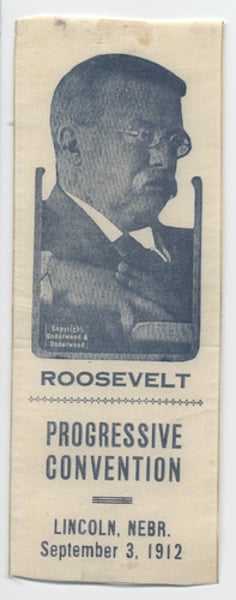 Copyright,
Underwood &
Underwood
ROOSEVELT
PROGRESSIVE
CONVENTION
LINCOLN, NEBR.
September 3, 1912